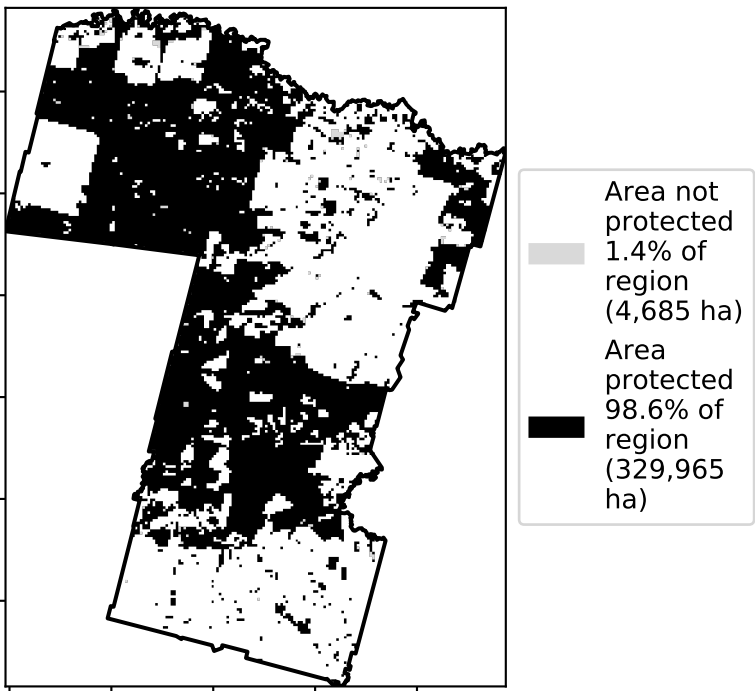 Area not
protected
1.4% of
region
(4,685 ha)
Area
protected
98.6% of
region
(329,965
ha)